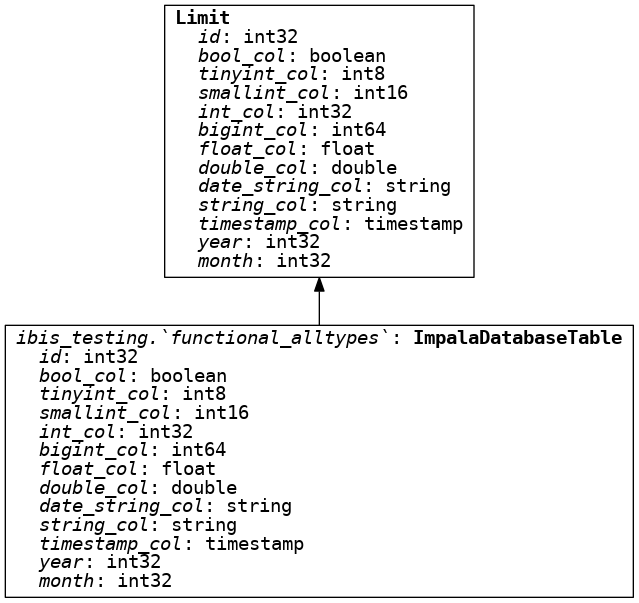 Limit
id: int32
bool_col: boolean
tinyint_col: int8
smallint_col: int16
int_col: int32
bigint_col: int64
float_col: float
double_col: double
date_string_col: string
string_col: string
timestamp_col: timestamp
year: int32
month: int32
ibis_testing.`functional_alltypes`: ImpalaDatabaseTable
id: int32
bool_col: boolean
tinyint_col: int8
smallint_col: int16
int_col: int32
bigint_col: int64
float_col: float
double_col: double
date_string_col: string
string_col: string
timestamp_col: timestamp
year: int32
month: int32